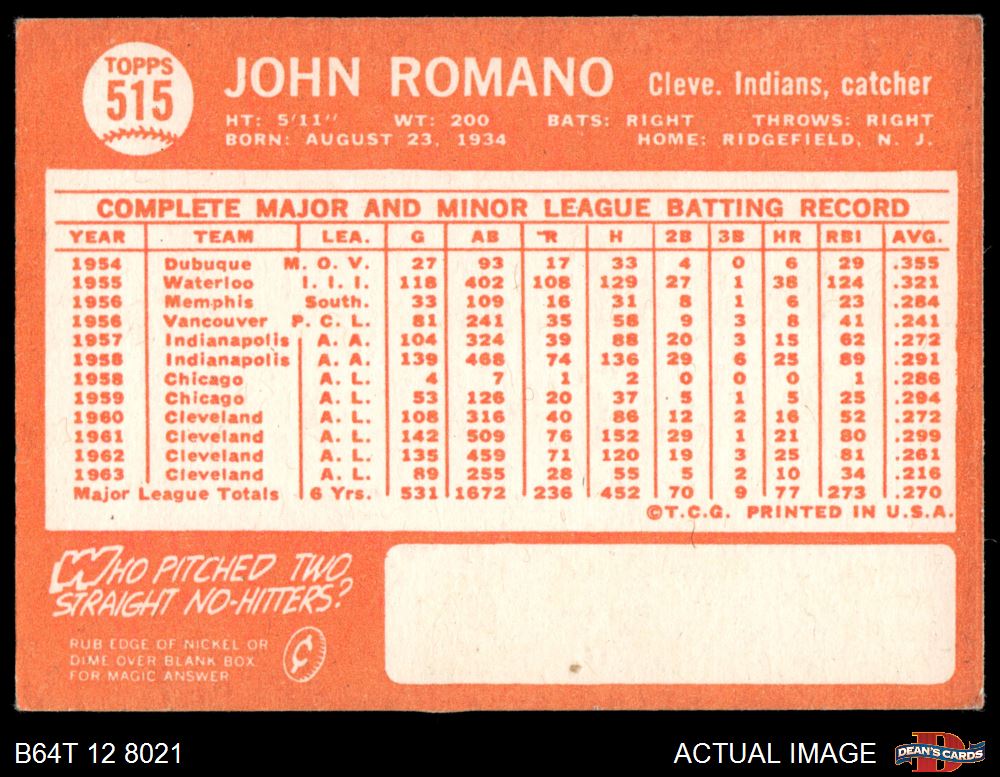 TOPPS
515
JOHN ROMANO Cleve. Indians, catcher
HT: 5'11" WT: 200 BATS: RIGHT THROWS: RIGHT
BORN: AUGUST 23, 1934 HOME: RIDGEFIELD, N. J.
COMPLETE MAJOR AND MINOR LEAGUE BATTING RECORD
YEAR TEAM LEA. G AB R H 2B 3B HR RBI AVG.
1954 Dubuque M. O. V. 27 93 17 33 4 0 6 29 .355
1955 Waterloo I. I. I. 118 402 108 129 27 1 38 124 .321
1956 Memphis South. 33 109 16 31 8 1 6 23 .284
1956 Vancouver P. C. L. 81 241 35 58 9 3 8 41 .241
1957 Indianapolis A. A. 104 324 39 88 20 3 15 62 .272
1958 Indianapolis A. A. 139 468 74 136 29 6 25 89 .291
1958 Chicago A. L. 4 7 1 2 0 0 0 1 .286
1959 Chicago A. L. 53 126 20 37 5 1 5 25 .294
1960 Cleveland A. L. 108 316 40 86 12 2 16 52 .272
1961 Cleveland A. L. 142 509 76 152 29 1 21 80 .299
1962 Cleveland A. L. 135 459 71 120 19 3 25 81 .261
1963 Cleveland A. L. 89 255 28 55 5 2 10 34 .216
Major League Totals 6 Yrs. 531 1672 236 452 70 9 77 273 .270
©T.C.G. PRINTED IN U.S.A.
WHO PITCHED TWO
STRAIGHT NO-HITTERS?
RUB EDGE OF NICKEL OR
DIME OVER BLANK BOX
FOR MAGIC ANSWER
¢
B64T 12 8021
ACTUAL IMAGE
D
DEAN'S CARDS